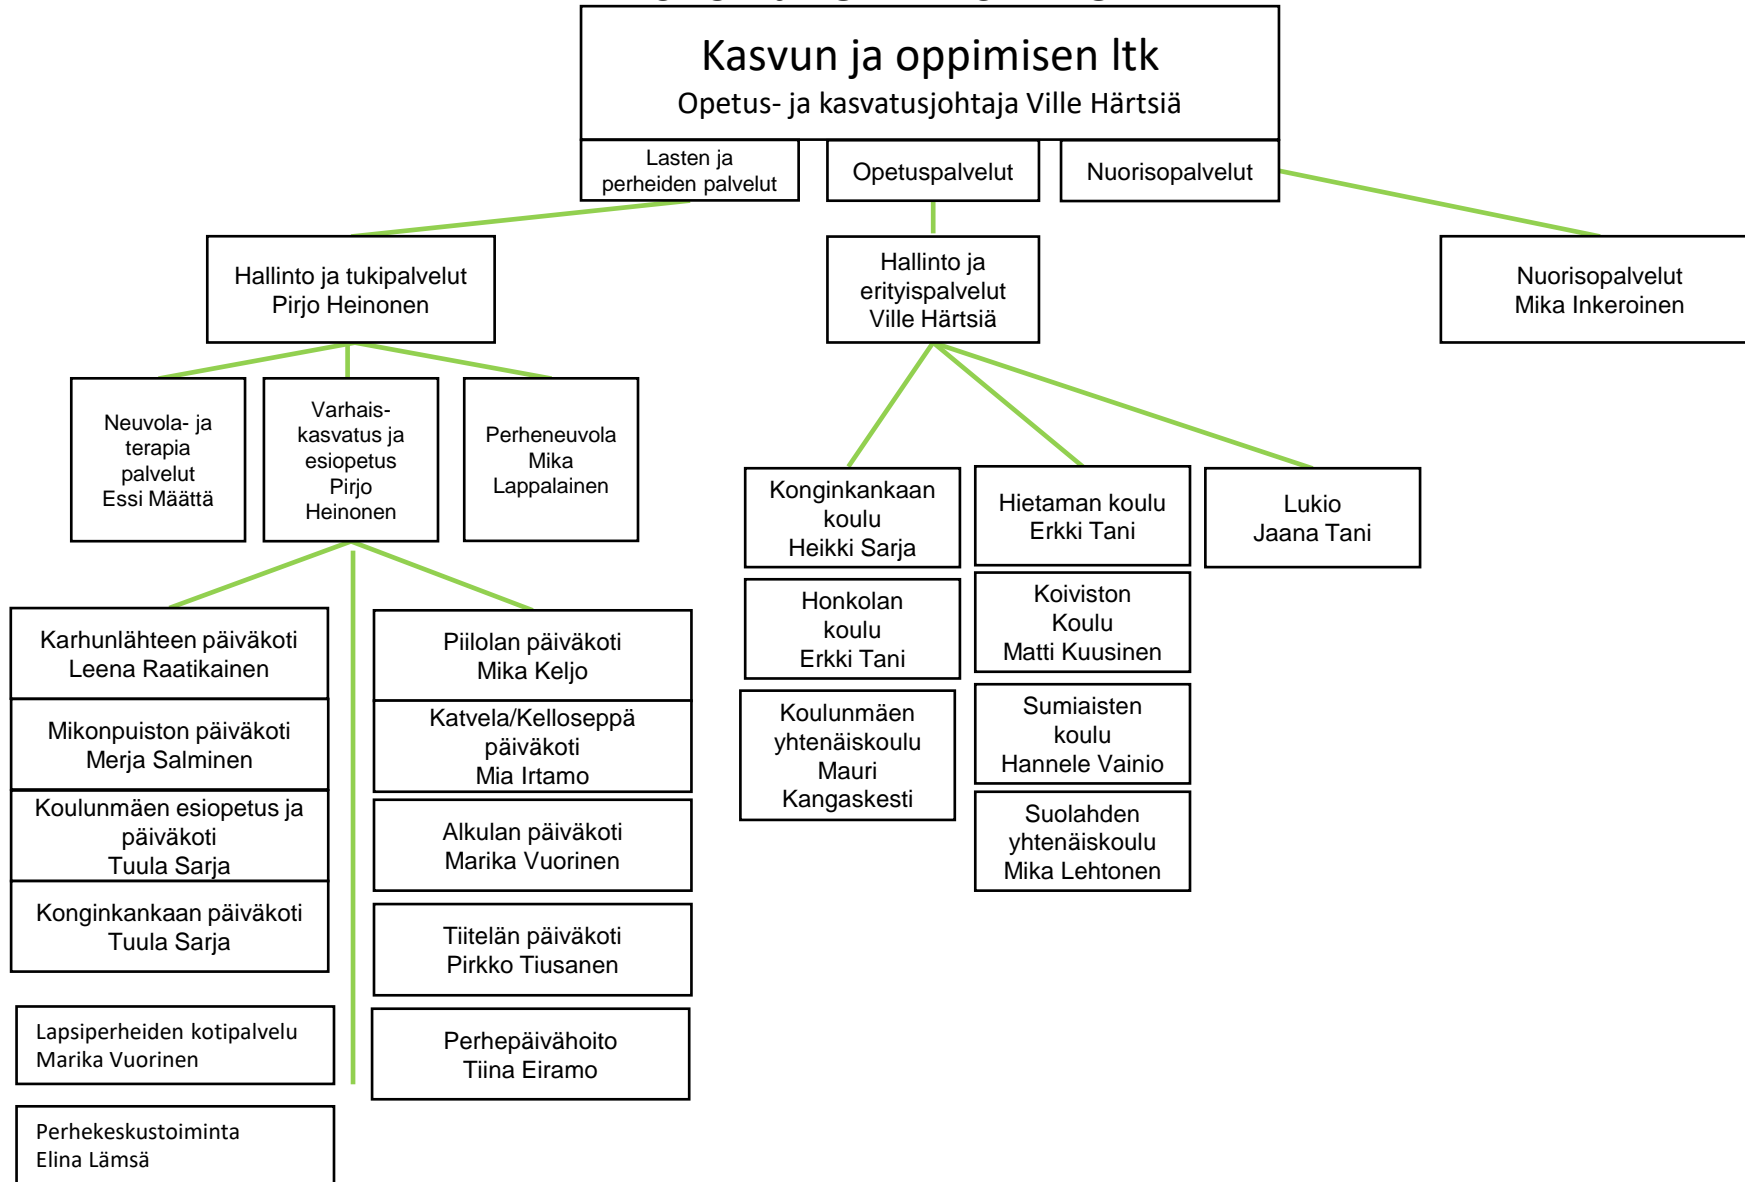 Kasvun ja oppimisen ltk
Opetus- ja kasvatusjohtaja Ville Härtsiä
Lasten ja
perheiden palvelut
Opetuspalvelut
Nuorisopalvelut
Hallinto ja tukipalvelut
Pirjo Heinonen
Hallinto ja
erityispalvelut
Ville Härtsiä
Nuorisopalvelut
Mika Inkeroinen
Neuvola- ja
terapia
palvelut
Essi Määttä
Varhais-
kasvatus ja
esiopetus
Pirjo
Heinonen
Perheneuvola
Mika
Lappalainen
Konginkankaan
koulu
Heikki Sarja
Hietaman koulu
Erkki Tani
Lukio
Jaana Tani
Honkolan
koulu
Erkki Tani
Koiviston
Koulu
Matti Kuusinen
Koulunmäen
yhtenäiskoulu
Mauri
Kangaskesti
Sumiaisten
koulu
Hannele Vainio
Suolahden
yhtenäiskoulu
Mika Lehtonen
Karhunlähteen päiväkoti
Leena Raatikainen
Mikonpuiston päiväkoti
Merja Salminen
Koulunmäen esiopetus ja
päiväkoti
Tuula Sarja
Konginkankaan päiväkoti
Tuula Sarja
Lapsiperheiden kotipalvelu
Marika Vuorinen
Perhekeskustoiminta
Elina Lämsä
Piilolan päiväkoti
Mika Keljo
Katvela/Kelloseppä
päiväkoti
Mia Irtamo
Alkulan päiväkoti
Marika Vuorinen
Tiitelän päiväkoti
Pirkko Tiusanen
Perhepäivähoito
Tiina Eiramo